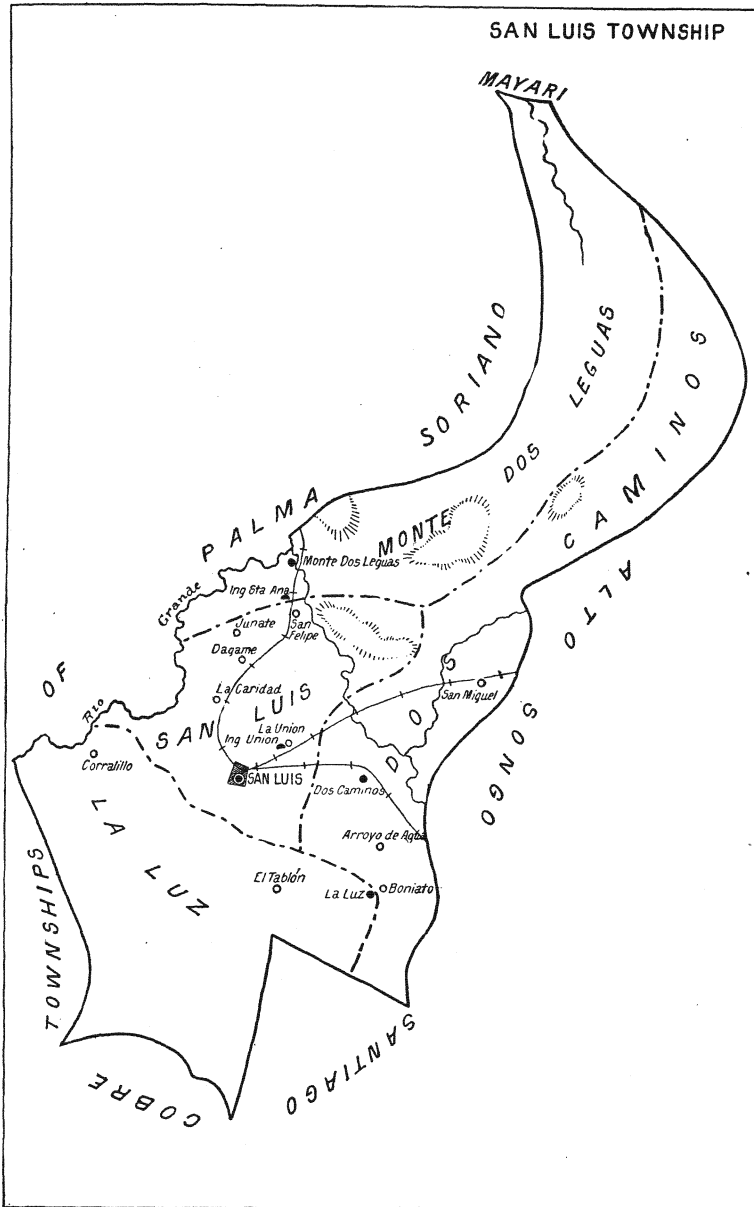 SAN LUIS TOWNSHIP
MAYARI
SORIANO
DOS LEGUAS
CAMINOS
PALMA
MONTE
Monte Dos Leguas
Ing Sta Ana
Grande
Junate
San
Felipe
Dagame
ALTO
OF
Rio
La Caridad
SAN LUIS
San Miguel
La Union
Ing Union
DOS
SONGO
Corralillo
SAN LUIS
Dos Caminos
LA LUZ
Arroyo de Agua
El Tablón
La Luz
Boniato
TOWNSHIPS
SANTIAGO
COBRE